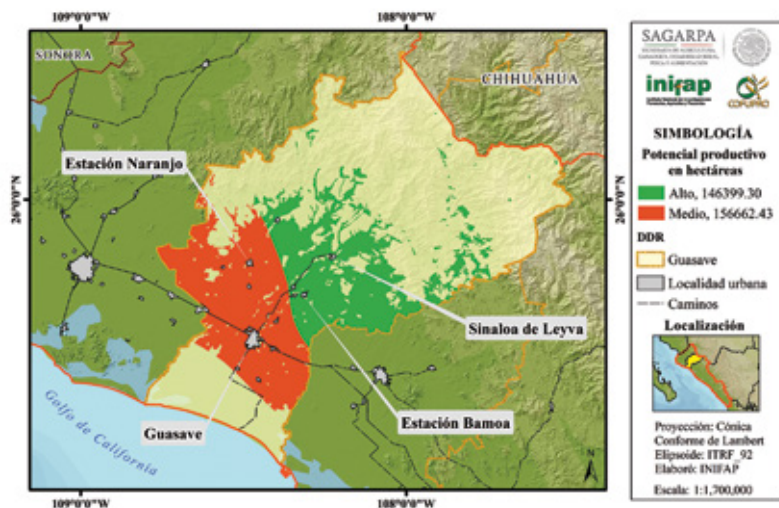 109°0'0"W
108°0'0"W
SONORA
CHIHUAHUA
Estación Naranjo
26°0'0"N
26°0'0"N
Sinaloa de Leyva
Estación Bamoa
Guasave
Golfo de California
N
109°0'0"W
108°0'0"W
SAGARPA
inifap
COFUPRO
SIMBOLOGÍA
Potencial productivo
en hectáreas
Alto, 146399.30
Medio, 156662.43
DDR
Guasave
Localidad urbana
Caminos
Localización
Proyección: Cónica
Conforme de Lambert
Elipsoide: ITRF_92
Elaboró: INIFAP
Escala: 1:1,700,000